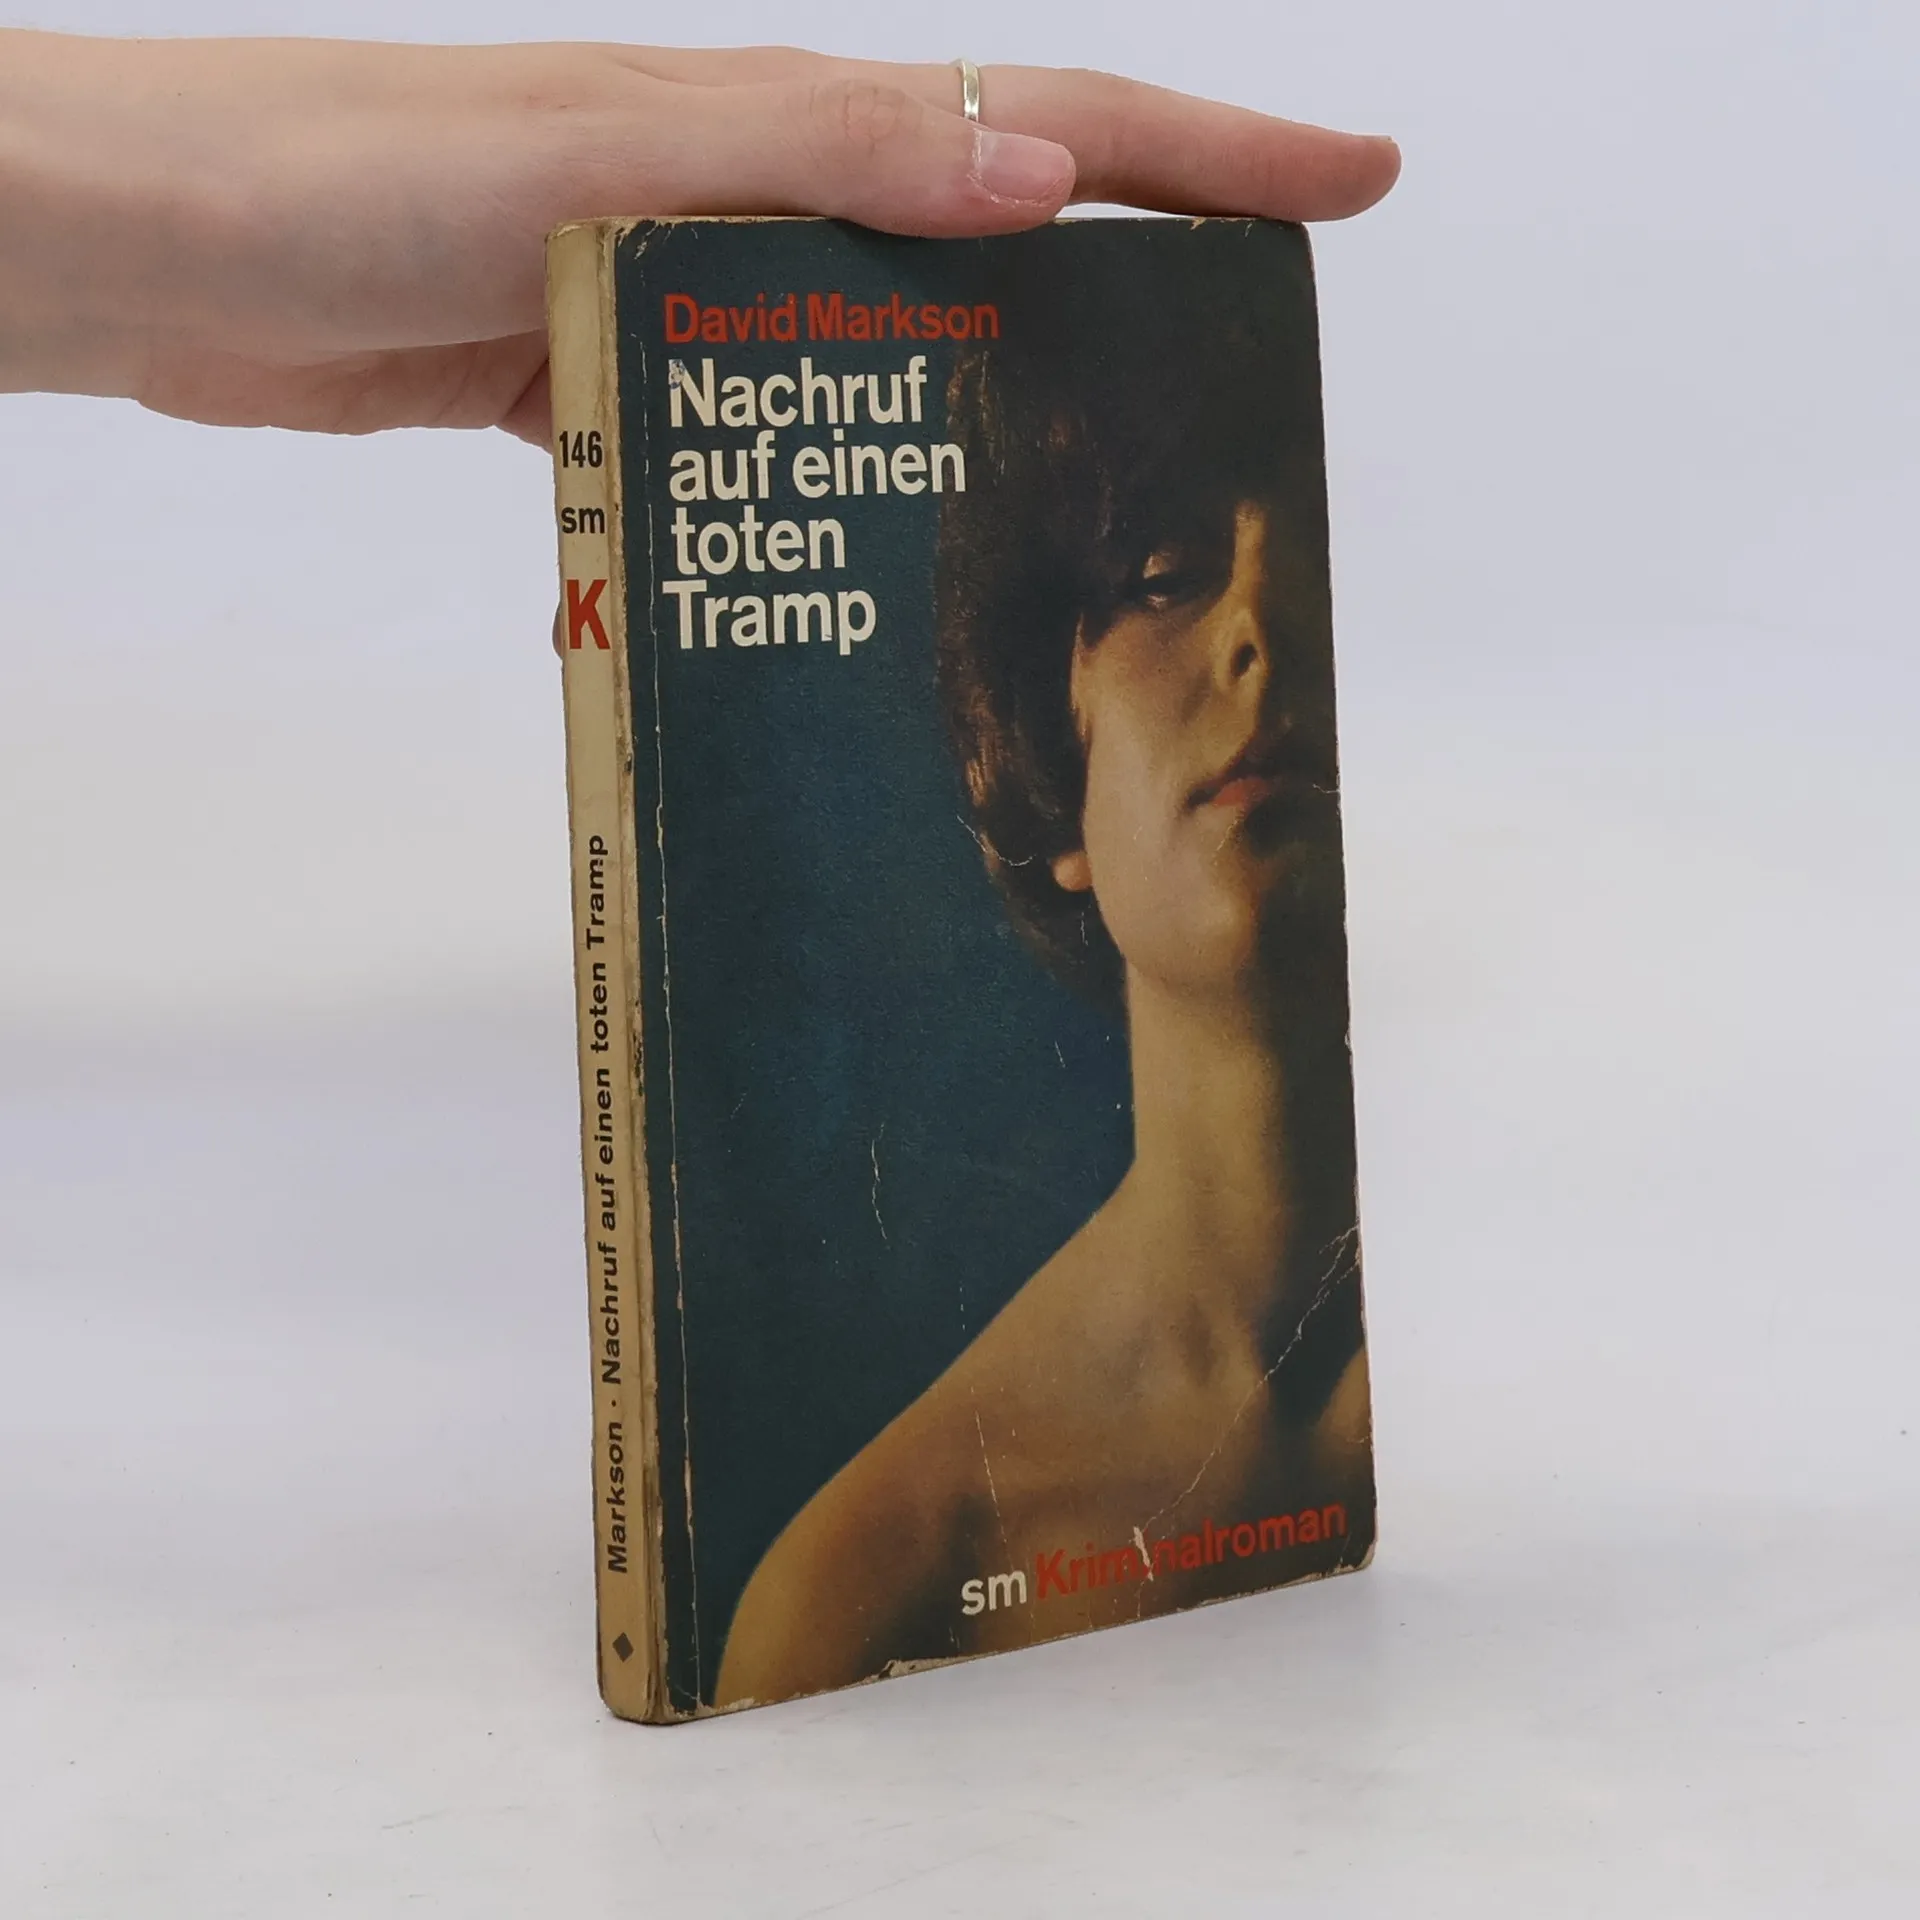 David Markson
Nachruf
auf einen
toten
Tramp
sm Kriminalroman
146
sm
K
Markson · Nachruf auf einen toten Tramp